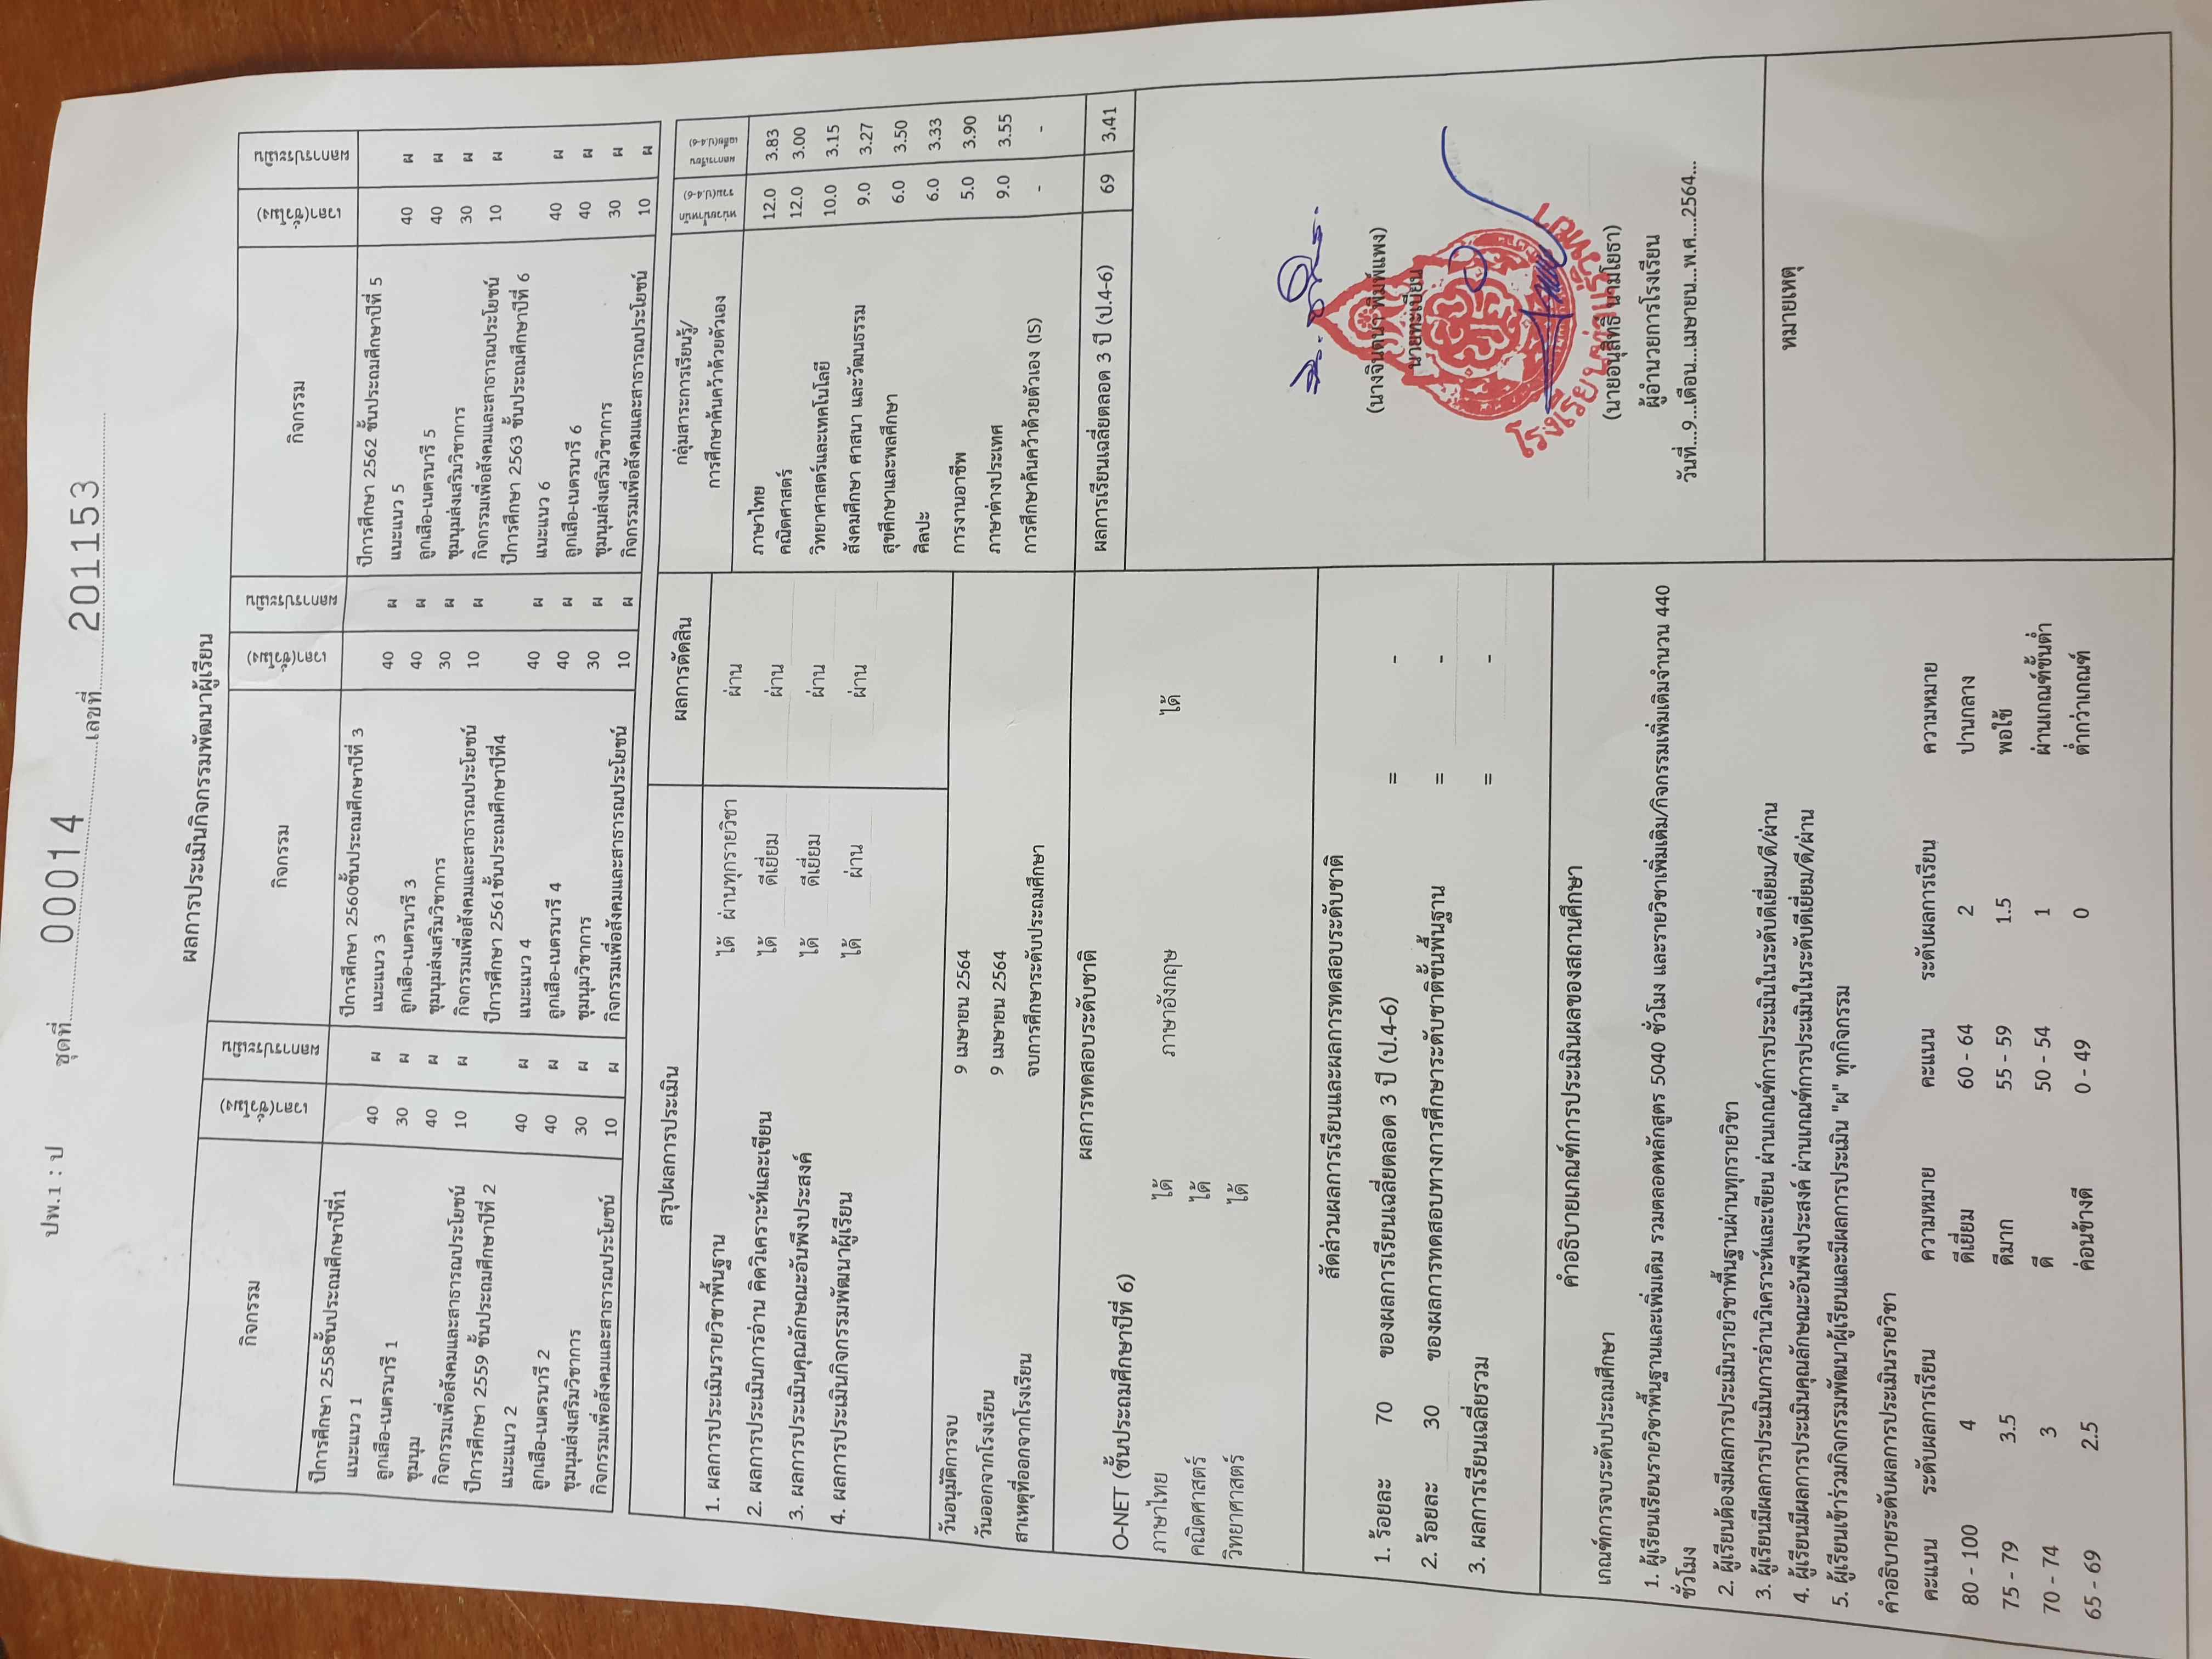 ปพ.1 : ป ชุดที่ 00014 เลขที่ 2011153
ผลการประเมินกิจกรรมพัฒนาผู้เรียน
กิจกรรม เวลา(ชั่วโมง) ผลการประเมิน กิจกรรม เวลา(ชั่วโมง) ผลการประเมิน กิจกรรม เวลา(ชั่วโมง) ผลการประเมิน
ปีการศึกษา 2558ชั้นประถมศึกษาปีที่1
แนะแนว 1 40 ผ
ลูกเสือ-เนตรนารี 1 30 ผ
ชุมนุม 40 ผ
กิจกรรมเพื่อสังคมและสาธารณประโยชน์ 10 ผ
ปีการศึกษา 2559 ชั้นประถมศึกษาปีที่ 2
แนะแนว 2 40 ผ
ลูกเสือ-เนตรนารี 2 40 ผ
ชุมนุมส่งเสริมวิชาการ 30 ผ
กิจกรรมเพื่อสังคมและสาธารณประโยชน์ 10 ผ
ปีการศึกษา 2560ชั้นประถมศึกษาปีที่ 3
แนะแนว 3 40 ผ
ลูกเสือ-เนตรนารี 3 40 ผ
ชุมนุมส่งเสริมวิชาการ 30 ผ
กิจกรรมเพื่อสังคมและสาธารณประโยชน์ 10 ผ
ปีการศึกษา 2561ชั้นประถมศึกษาปีที่4
แนะแนว 4 40 ผ
ลูกเสือ-เนตรนารี 4 40 ผ
ชุมนุมวิชาการ 30 ผ
กิจกรรมเพื่อสังคมและสาธารณประโยชน์ 10 ผ
ปีการศึกษา 2562 ชั้นประถมศึกษาปีที่ 5
แนะแนว 5 40 ผ
ลูกเสือ-เนตรนารี 5 40 ผ
ชุมนุมส่งเสริมวิชาการ 30 ผ
กิจกรรมเพื่อสังคมและสาธารณประโยชน์ 10 ผ
ปีการศึกษา 2563 ชั้นประถมศึกษาปีที่ 6
แนะแนว 6 40 ผ
ลูกเสือ-เนตรนารี 6 40 ผ
ชุมนุมส่งเสริมวิชาการ 30 ผ
กิจกรรมเพื่อสังคมและสาธารณประโยชน์ 10 ผ
สรุปผลการประเมิน ผลการตัดสิน
1. ผลการประเมินรายวิชาพื้นฐาน ได้ ผ่านทุกรายวิชา ผ่าน
2. ผลการประเมินการอ่าน คิดวิเคราะห์และเขียน ได้ ดีเยี่ยม ผ่าน
3. ผลการประเมินคุณลักษณะอันพึงประสงค์ ได้ ดีเยี่ยม ผ่าน
4. ผลการประเมินกิจกรรมพัฒนาผู้เรียน ได้ ผ่าน ผ่าน
วันอนุมัติการจบ 9 เมษายน 2564
วันออกจากโรงเรียน 9 เมษายน 2564
สาเหตุที่ออกจากโรงเรียน จบการศึกษาระดับประถมศึกษา
ผลการทดสอบระดับชาติ
O-NET (ชั้นประถมศึกษาปีที่ 6)
ภาษาไทย ได้ ภาษาอังกฤษ ได้
คณิตศาสตร์ ได้
วิทยาศาสตร์ ได้
สัดส่วนผลการเรียนและผลการทดสอบระดับชาติ
1. ร้อยละ 70 ของผลการเรียนเฉลี่ยตลอด 3 ปี (ป.4-6) = -
2. ร้อยละ 30 ของผลการทดสอบทางการศึกษาระดับชาติขั้นพื้นฐาน = -
3. ผลการเรียนเฉลี่ยรวม = -
คำอธิบายเกณฑ์การประเมินผลของสถานศึกษา
เกณฑ์การจบระดับประถมศึกษา
1. ผู้เรียนเรียนรายวิชาพื้นฐานและเพิ่มเติม รวมตลอดหลักสูตร 5040 ชั่วโมง และรายวิชาเพิ่มเติม/กิจกรรมเพิ่มเติมจำนวน 440
ชั่วโมง
2. ผู้เรียนต้องมีผลการประเมินรายวิชาพื้นฐานผ่านทุกรายวิชา
3. ผู้เรียนมีผลการประเมินการอ่านวิเคราะห์และเขียน ผ่านเกณฑ์การประเมินในระดับดีเยี่ยม/ดี/ผ่าน
4. ผู้เรียนมีผลการประเมินคุณลักษณะอันพึงประสงค์ ผ่านเกณฑ์การประเมินในระดับดีเยี่ยม/ดี/ผ่าน
5. ผู้เรียนเข้าร่วมกิจกรรมพัฒนาผู้เรียนและมีผลการประเมิน "ผ" ทุกกิจกรรม
คำอธิบายระดับผลการประเมินรายวิชา
คะแนน ระดับผลการเรียน ความหมาย คะแนน ระดับผลการเรียน ความหมาย
80 - 100 4 ดีเยี่ยม 60 - 64 2 ปานกลาง
75 - 79 3.5 ดีมาก 55 - 59 1.5 พอใช้
70 - 74 3 ดี 50 - 54 1 ผ่านเกณฑ์ขั้นต่ำ
65 - 69 2.5 ค่อนข้างดี 0 - 49 0 ต่ำกว่าเกณฑ์
กลุ่มสาระการเรียนรู้/
การศึกษาค้นคว้าด้วยตัวเอง หน่วยน้ำหนัก รวม(ป.4-6) ผลการเรียน เฉลี่ย(ป.4-6)
ภาษาไทย 12.0 3.83
คณิตศาสตร์ 12.0 3.00
วิทยาศาสตร์และเทคโนโลยี 10.0 3.15
สังคมศึกษา ศาสนา และวัฒนธรรม 9.0 3.27
สุขศึกษาและพลศึกษา 6.0 3.50
ศิลปะ 6.0 3.33
การงานอาชีพ 5.0 3.90
ภาษาต่างประเทศ 9.0 3.55
การศึกษาค้นคว้าด้วยตัวเอง (IS) - -
ผลการเรียนเฉลี่ยตลอด 3 ปี (ป.4-6) 69 3.41
(นางจินตนา พิมพ์แพง)
นายทะเบียน
(นายอนุสิทธิ์ นามโยธา)
ผู้อำนวยการโรงเรียน
วันที่...9...เดือน...เมษายน...พ.ศ....2564...
หมายเหตุ